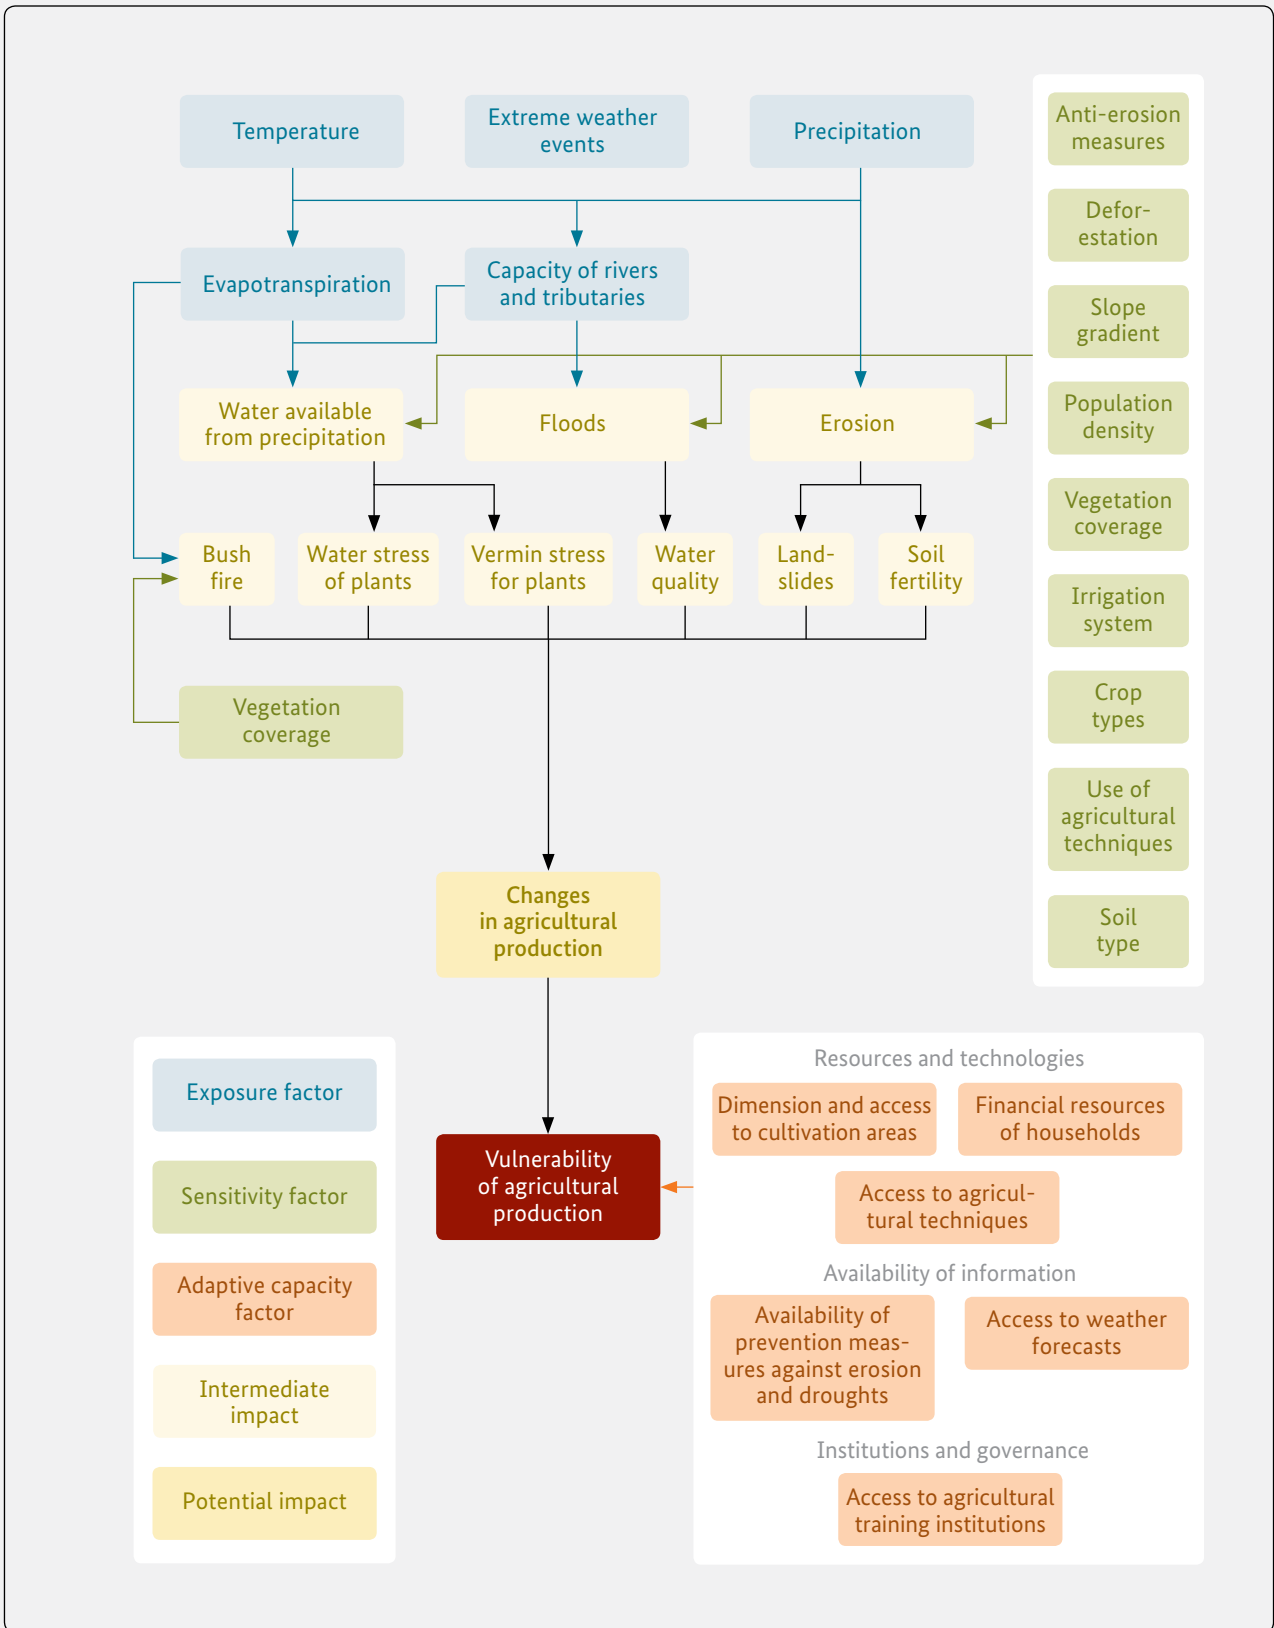 Temperature
Extreme weather
events
Precipitation
Evapotranspiration
Capacity of rivers
and tributaries
Water available
from precipitation
Floods
Erosion
Bush
fire
Water stress
of plants
Vermin stress
for plants
Water
quality
Land-
slides
Soil
fertility
Vegetation
coverage
Changes
in agricultural
production
Vulnerability
of agricultural
production
Anti-erosion
measures
Defor-
estation
Slope
gradient
Population
density
Vegetation
coverage
Irrigation
system
Crop
types
Use of
agricultural
techniques
Soil
type
Exposure factor
Sensitivity factor
Adaptive capacity
factor
Intermediate
impact
Potential impact
Resources and technologies
Dimension and access
to cultivation areas
Financial resources
of households
Access to agricul-
tural techniques
Availability of information
Availability of
prevention meas-
ures against erosion
and droughts
Access to weather
forecasts
Institutions and governance
Access to agricultural
training institutions